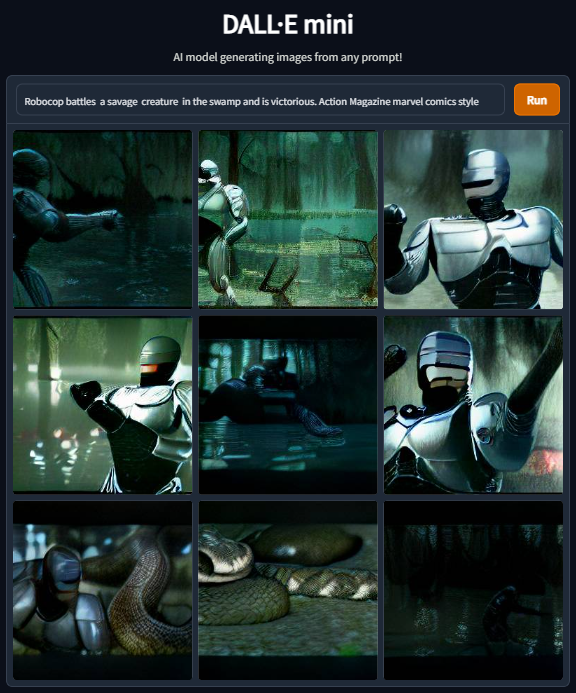 DALL·E mini
AI model generating images from any prompt!
Robocop battles a savage creature in the swamp and is victorious. Action Magazine marvel comics style
Run